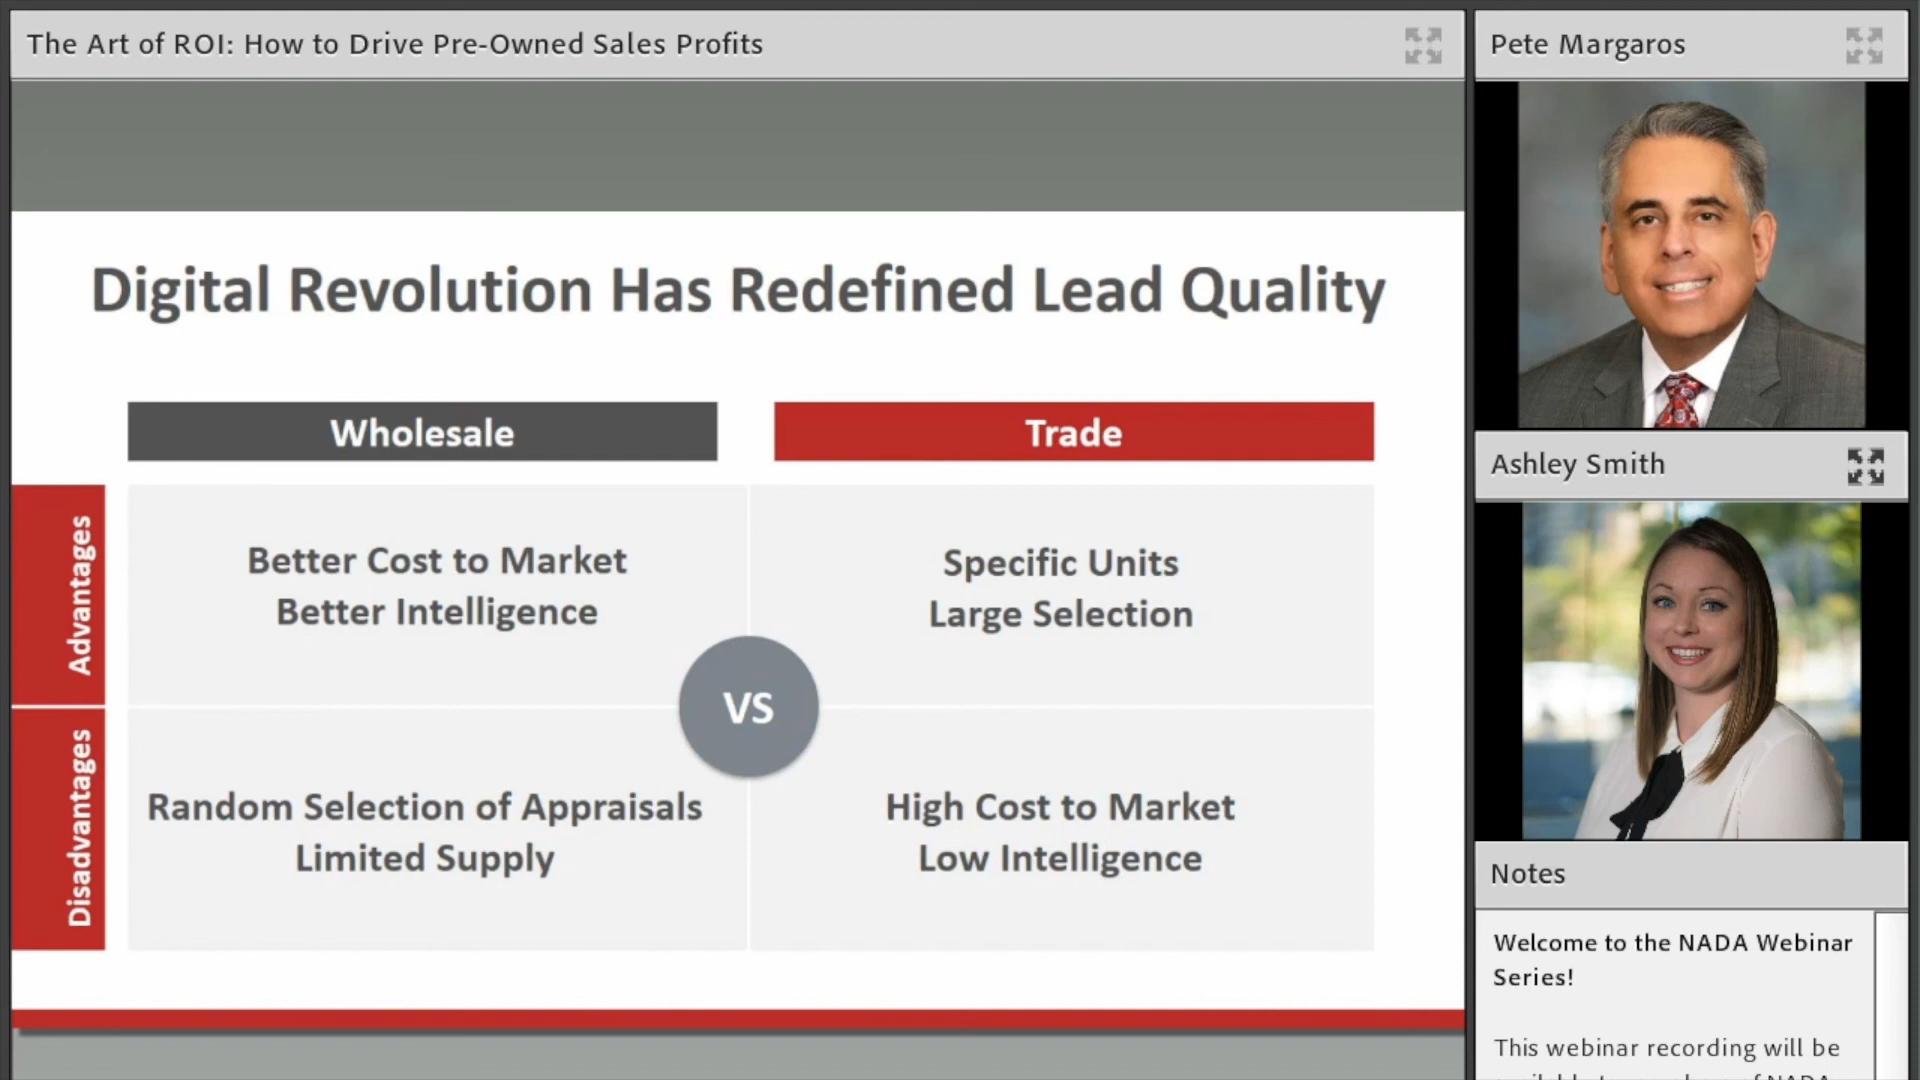 The Art of ROI: How to Drive Pre-Owned Sales Profits
Digital Revolution Has Redefined Lead Quality
Wholesale
Trade
Advantages
Better Cost to Market
Better Intelligence
Specific Units
Large Selection
VS
Disadvantages
Random Selection of Appraisals
Limited Supply
High Cost to Market
Low Intelligence
Pete Margaros
Ashley Smith
Notes
Welcome to the NADA Webinar
Series!
This webinar recording will be